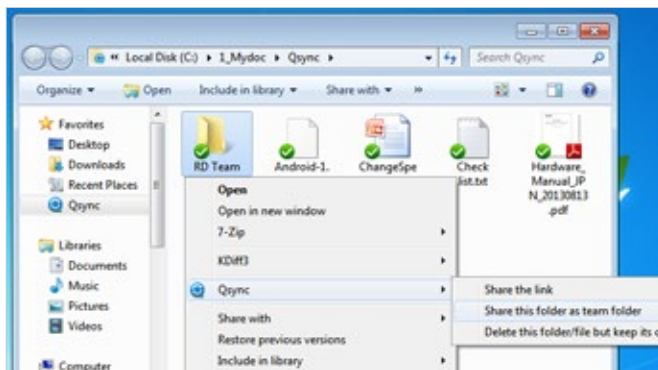 Local Disk (C:) ▸ 1_Mydoc ▸ Qsync ▸
Search Qsync
Organize
Open
Include in library
Share with
»
Favorites
Desktop
Downloads
Recent Places
Qsync
Libraries
Documents
Music
Pictures
Videos
Computer
RD Team
Android-1.
ChangeSpe
Check
list.txt
Hardware_
Manual_JP
N_20130813
.pdf
Open
Open in new window
7-Zip
KDiff3
Qsync
Share with
Restore previous versions
Include in library
Share the link
Share this folder as team folder
Delete this folder/file but keep its